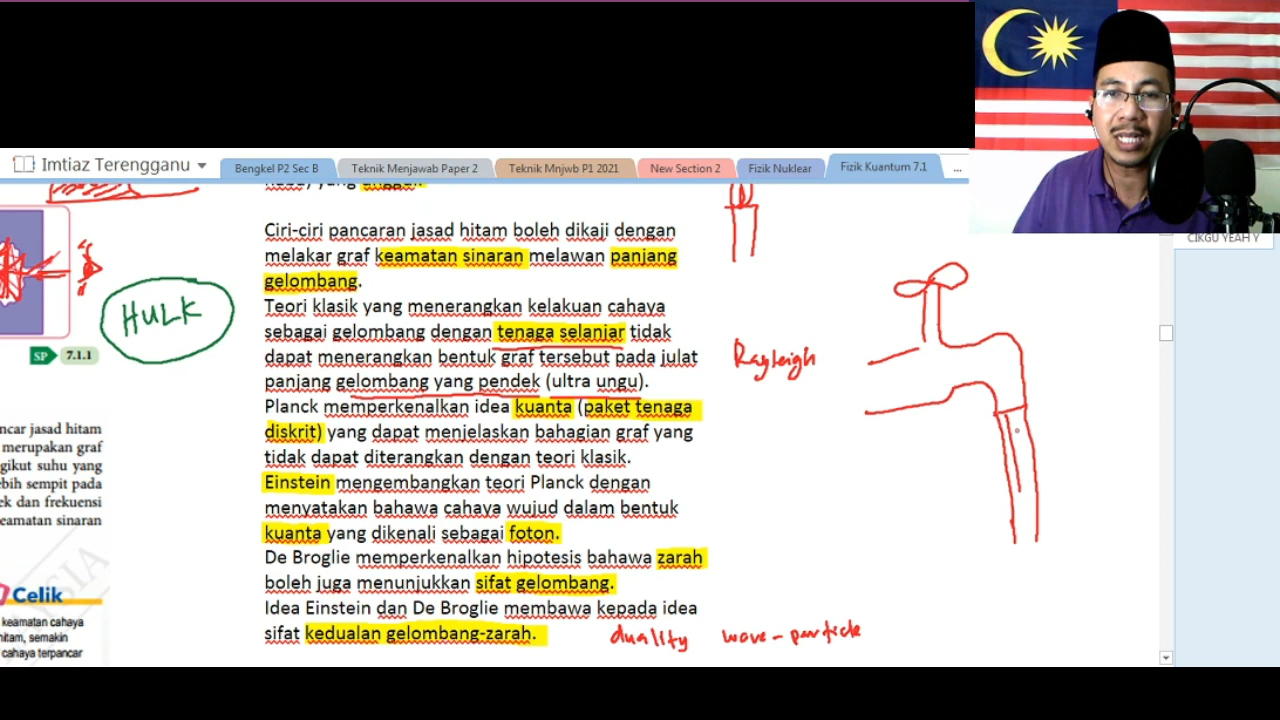 Imtiaz Terengganu
Bengkel P2 Sec B
Teknik Menjawab Paper 2
Teknik Mnjwb P1 2021
New Section 2
Fizik Nuklear
Fizik Kuantum 7.1
...
CIKGU YEAH Y
yang unggul.
Ciri-ciri pancaran jasad hitam boleh dikaji dengan
melakar graf keamatan sinaran melawan panjang
gelombang.
Teori klasik yang menerangkan kelakuan cahaya
sebagai gelombang dengan tenaga selanjar tidak
dapat menerangkan bentuk graf tersebut pada julat
panjang gelombang yang pendek (ultra ungu).
Planck memperkenalkan idea kuanta (paket tenaga
diskrit) yang dapat menjelaskan bahagian graf yang
tidak dapat diterangkan dengan teori klasik.
Einstein mengembangkan teori Planck dengan
menyatakan bahawa cahaya wujud dalam bentuk
kuanta yang dikenali sebagai foton.
De Broglie memperkenalkan hipotesis bahawa zarah
boleh juga menunjukkan sifat gelombang.
Idea Einstein dan De Broglie membawa kepada idea
sifat kedualan gelombang-zarah.
duality wave - particle
Rayleigh
HULK
SP 7.1.1
ncar jasad hitam
merupakan graf
gikut suhu yang
ebih sempit pada
ek dan frekuensi
eamatan sinaran
Celik
keamatan cahaya
hitam, semakin
cahaya terpancar